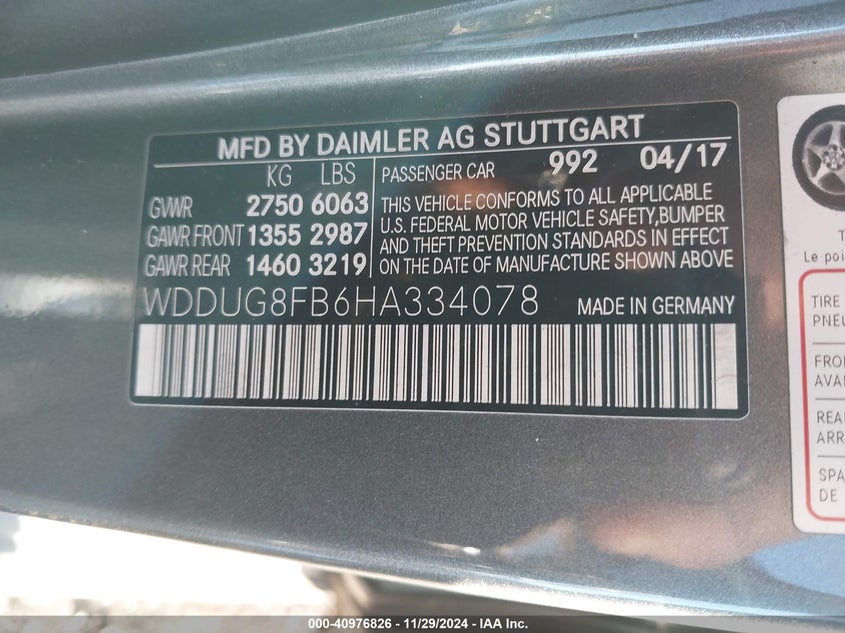 MFD BY DAIMLER AG STUTTGART
KG LBS
GVWR 2750 6063
GAWR FRONT 1355 2987
GAWR REAR 1460 3219
PASSENGER CAR 992 04/17
THIS VEHICLE CONFORMS TO ALL APPLICABLE
U.S. FEDERAL MOTOR VEHICLE SAFETY,BUMPER
AND THEFT PREVENTION STANDARDS IN EFFECT
ON THE DATE OF MANUFACTURE SHOWN ABOVE
WDDUG8FB6HA334078 MADE IN GERMANY
T
Le poi
TIRE
PNEU
FRO
AVA
REA
ARR
SPA
DE
000-40976826 - 11/29/2024 - IAA Inc.